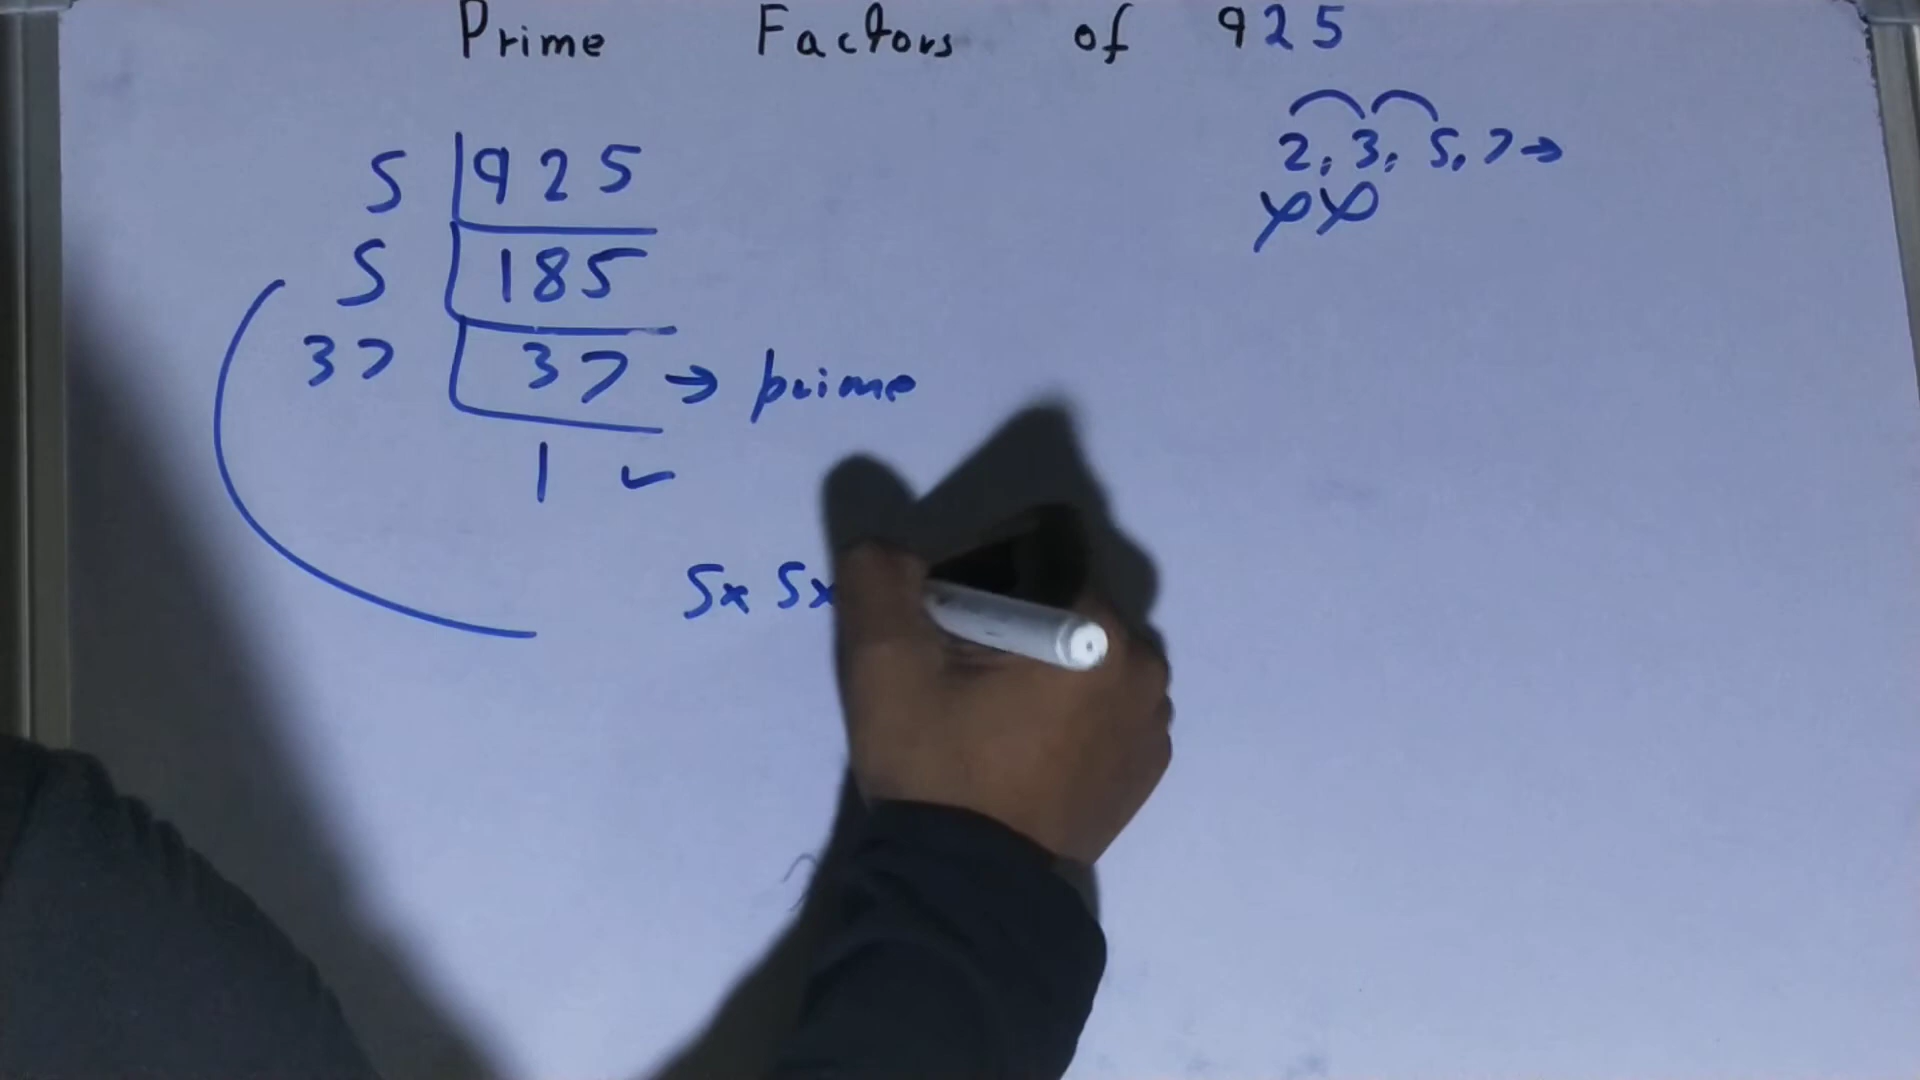 Prime Factors of 925
2, 3, 5, 7 →
5 | 925
5 | 185
37 | 37 → prime
1 ✓
5 x 5 x